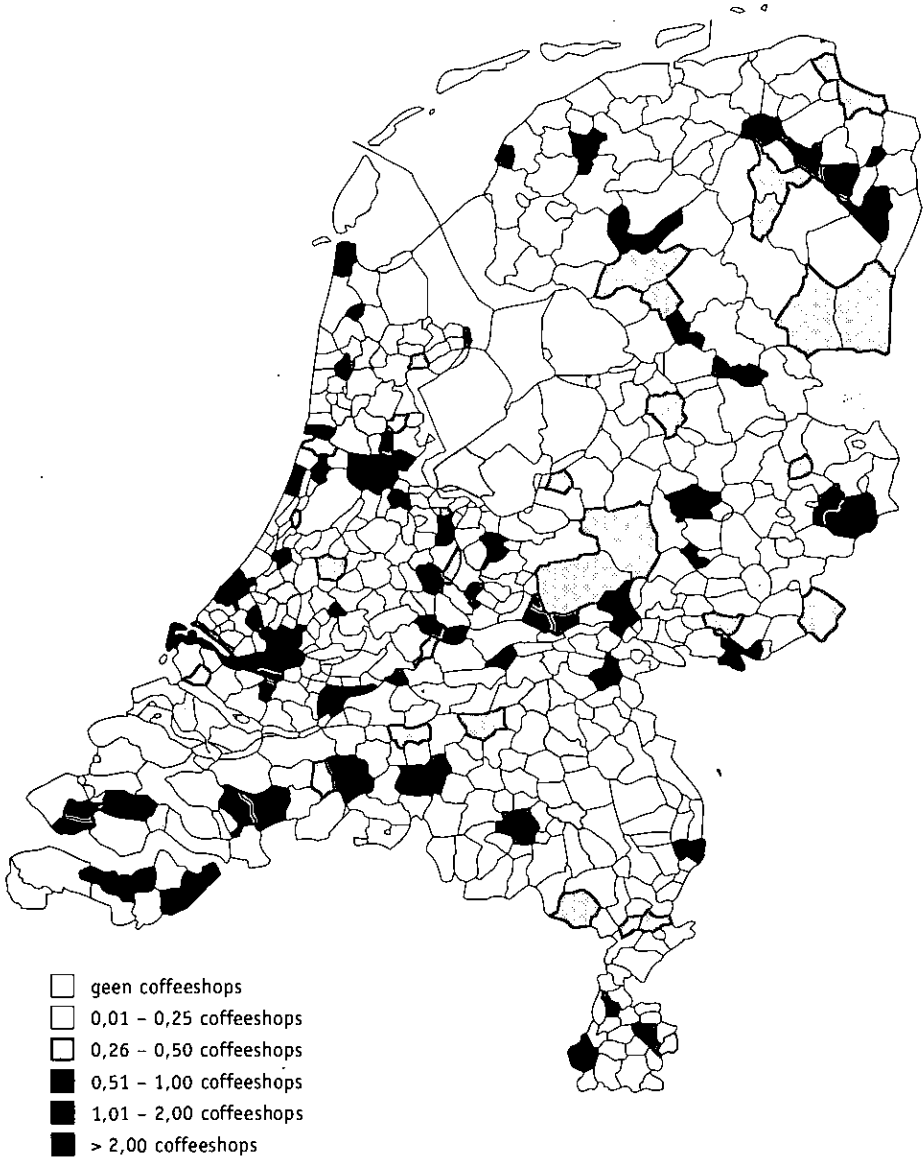 geen coffeeshops
0,01 – 0,25 coffeeshops
0,26 – 0,50 coffeeshops
0,51 – 1,00 coffeeshops
1,01 – 2,00 coffeeshops
> 2,00 coffeeshops